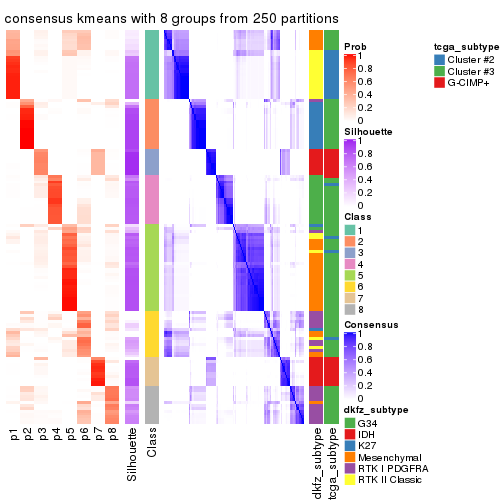 consensus kmeans with 8 groups from 250 partitions
Prob
1
0.8
0.6
0.4
0.2
0
Silhouette
1
0.8
0.6
0.4
0.2
0
Class
1
2
3
4
5
6
7
8
Consensus
1
0.8
0.6
0.4
0.2
0
dkfz_subtype
G34
IDH
K27
Mesenchymal
RTK I PDGFRA
RTK II Classic
tcga_subtype
Cluster #2
Cluster #3
G-CIMP+
p1
p2
p3
p4
p5
p6
p7
p8
Silhouette
Class
dkfz_subtype
tcga_subtype